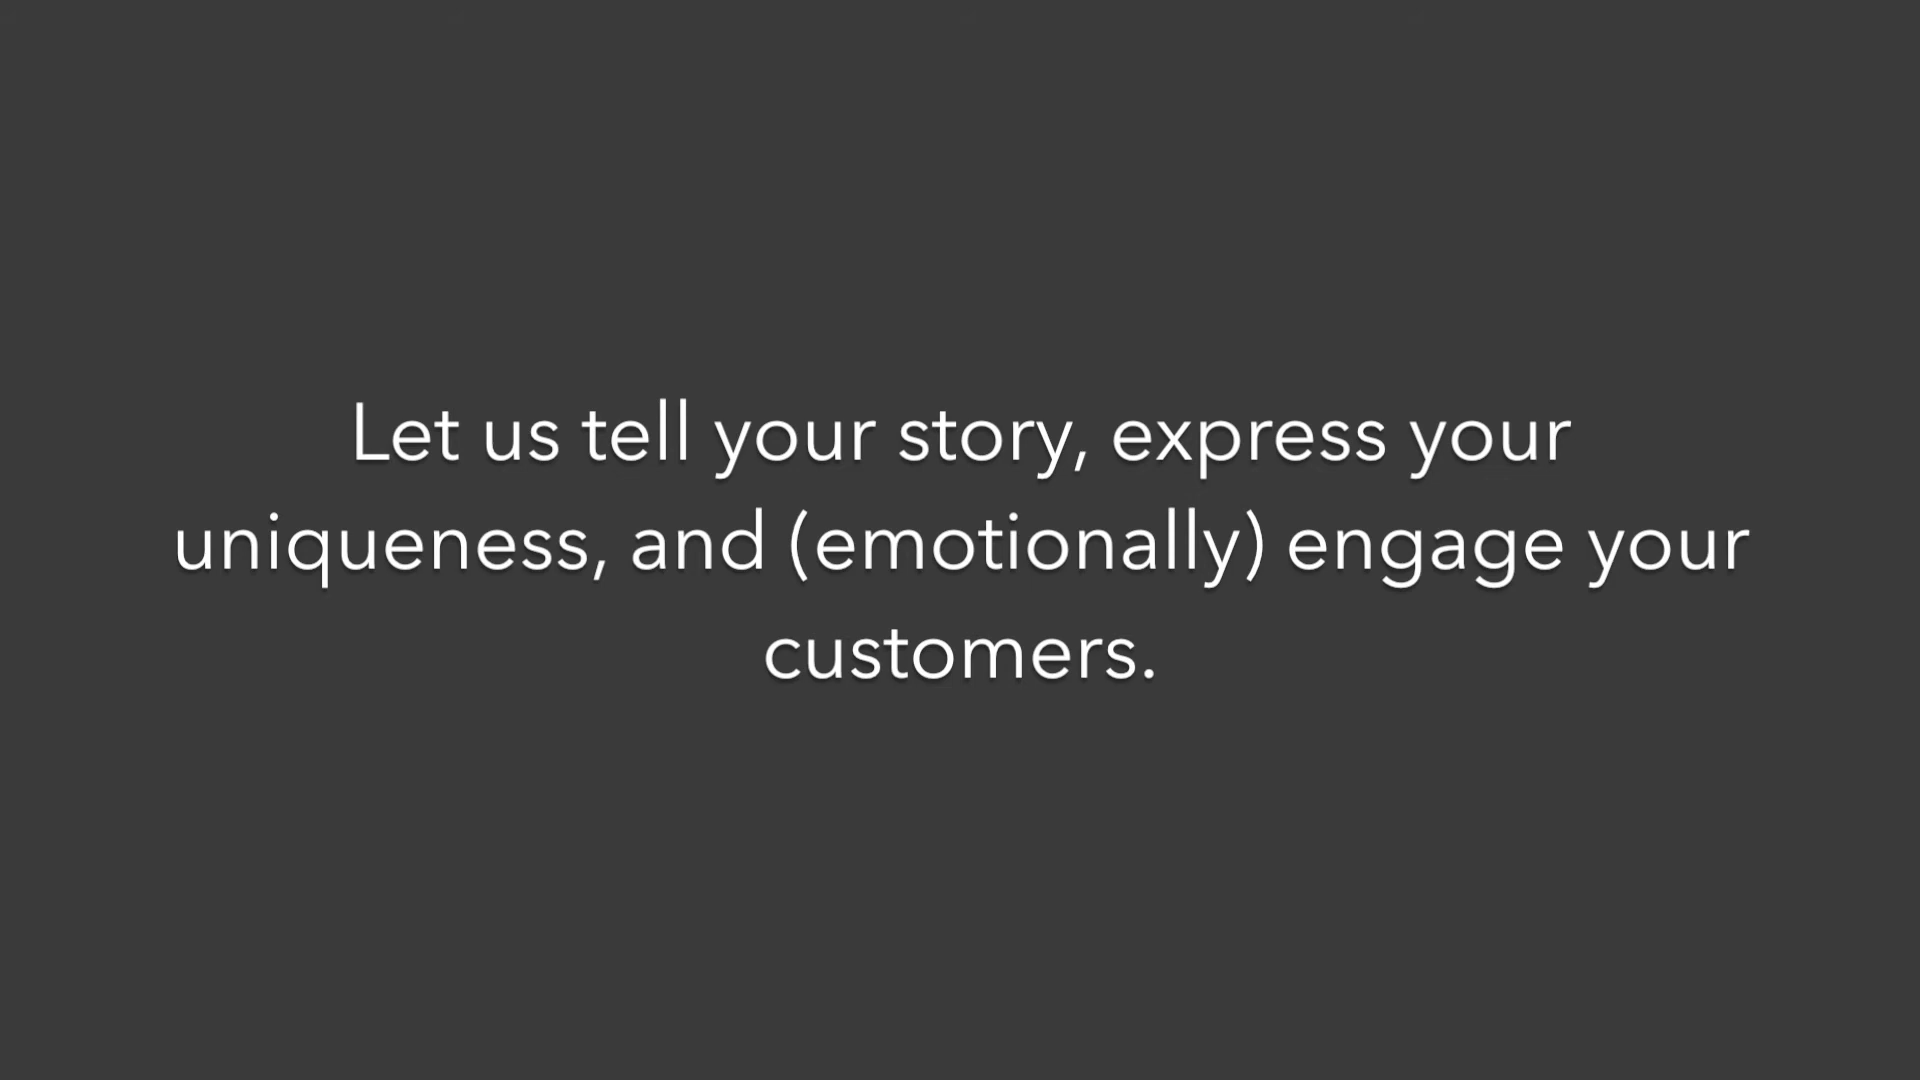 Let us tell your story, express your
uniqueness, and (emotionally) engage your
customers.